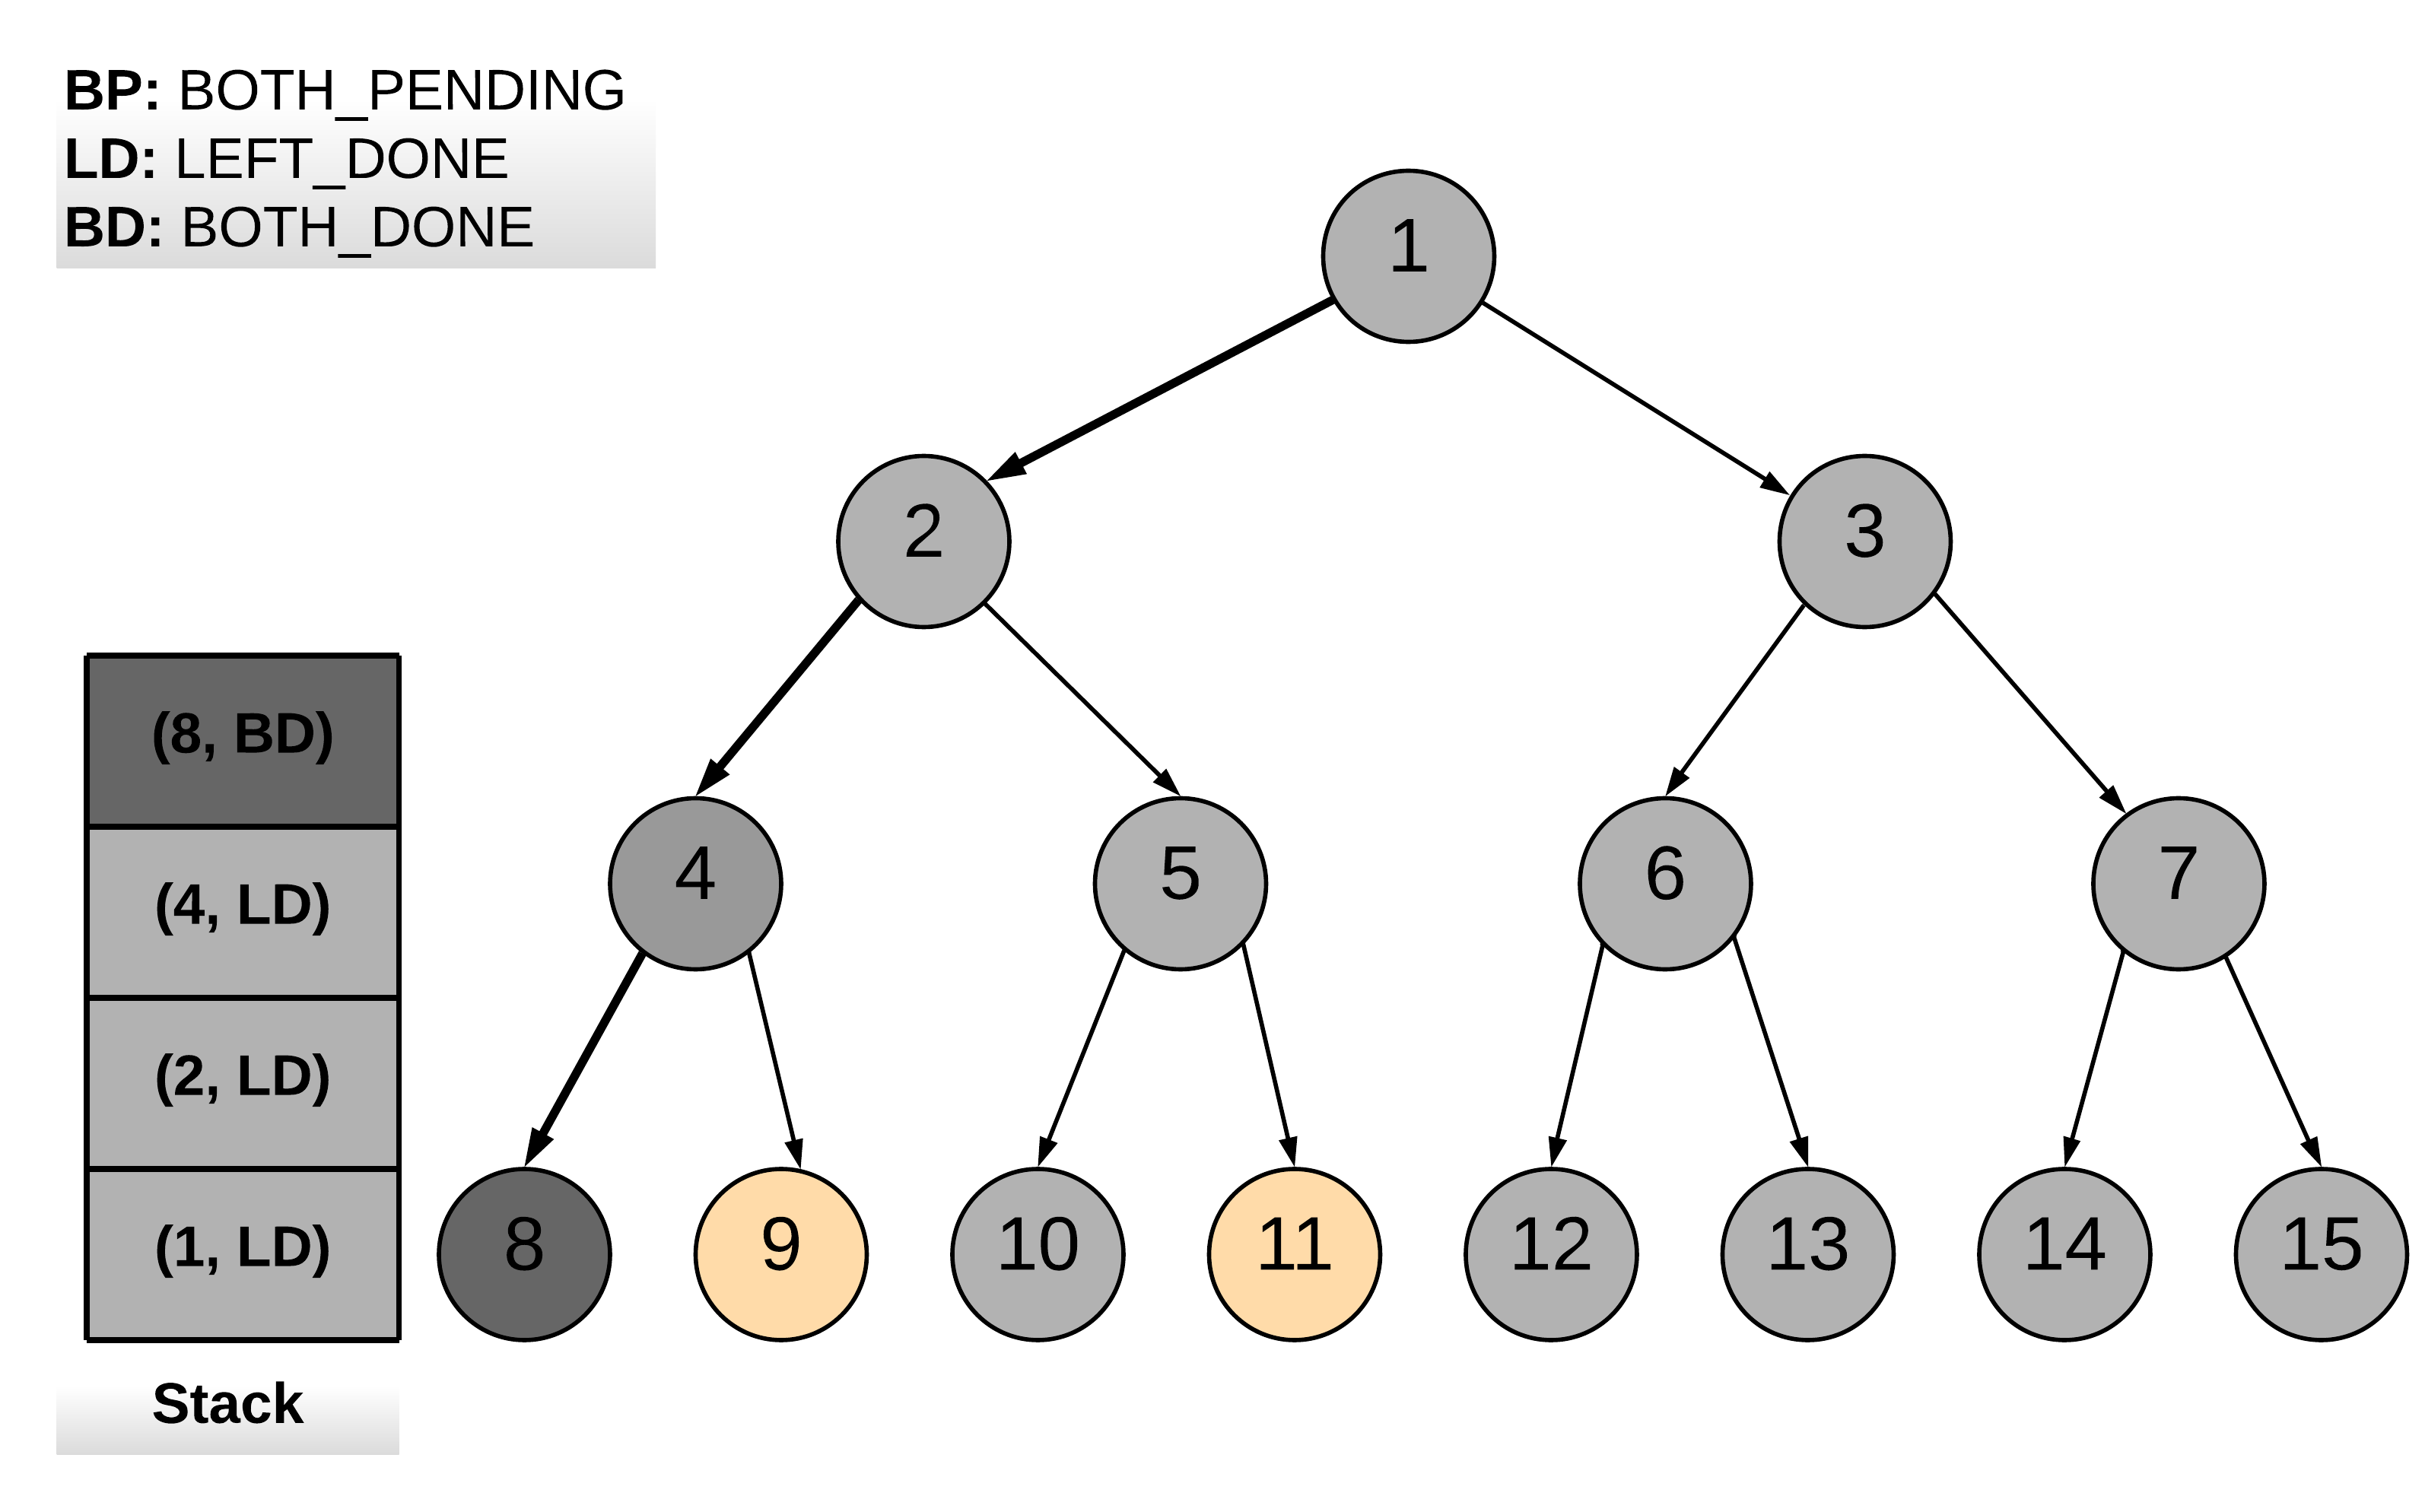 BP: BOTH_PENDING
LD: LEFT_DONE
BD: BOTH_DONE
1
2
3
4
5
6
7
8
9
10
11
12
13
14
15
(8, BD)
(4, LD)
(2, LD)
(1, LD)
Stack